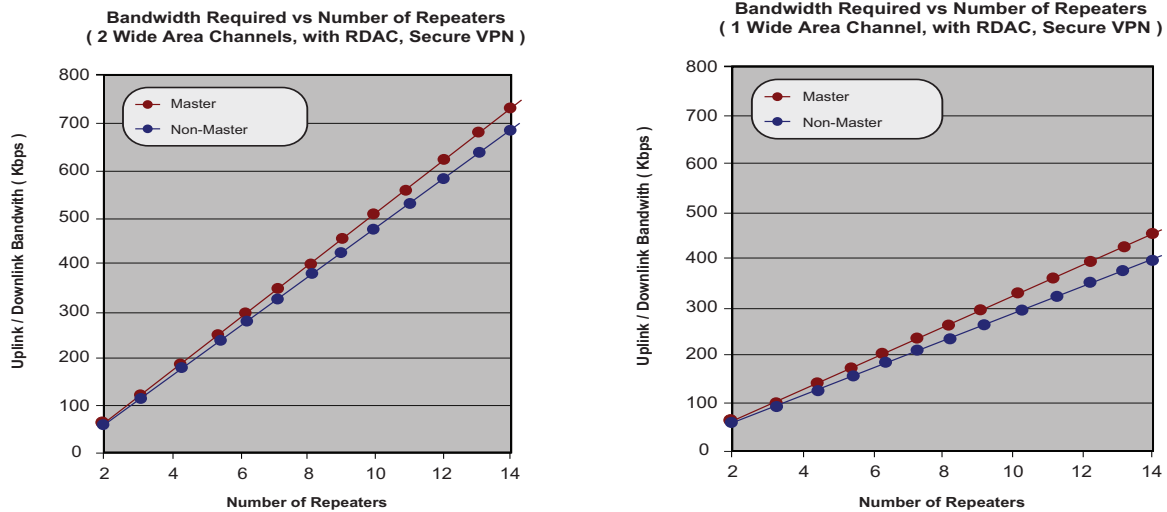 Bandwidth Required vs Number of Repeaters
( 2 Wide Area Channels, with RDAC, Secure VPN )
800
700
600
500
400
300
200
100
0
Uplink / Downlink Bandwith ( Kbps )
Master
Non-Master
2 4 6 8 10 12 14
Number of Repeaters
Bandwidth Required vs Number of Repeaters
( 1 Wide Area Channel, with RDAC, Secure VPN )
800
700
600
500
400
300
200
100
0
Uplink / Downlink Bandwith ( Kbps )
Master
Non-Master
2 4 6 8 10 12 14
Number of Repeaters